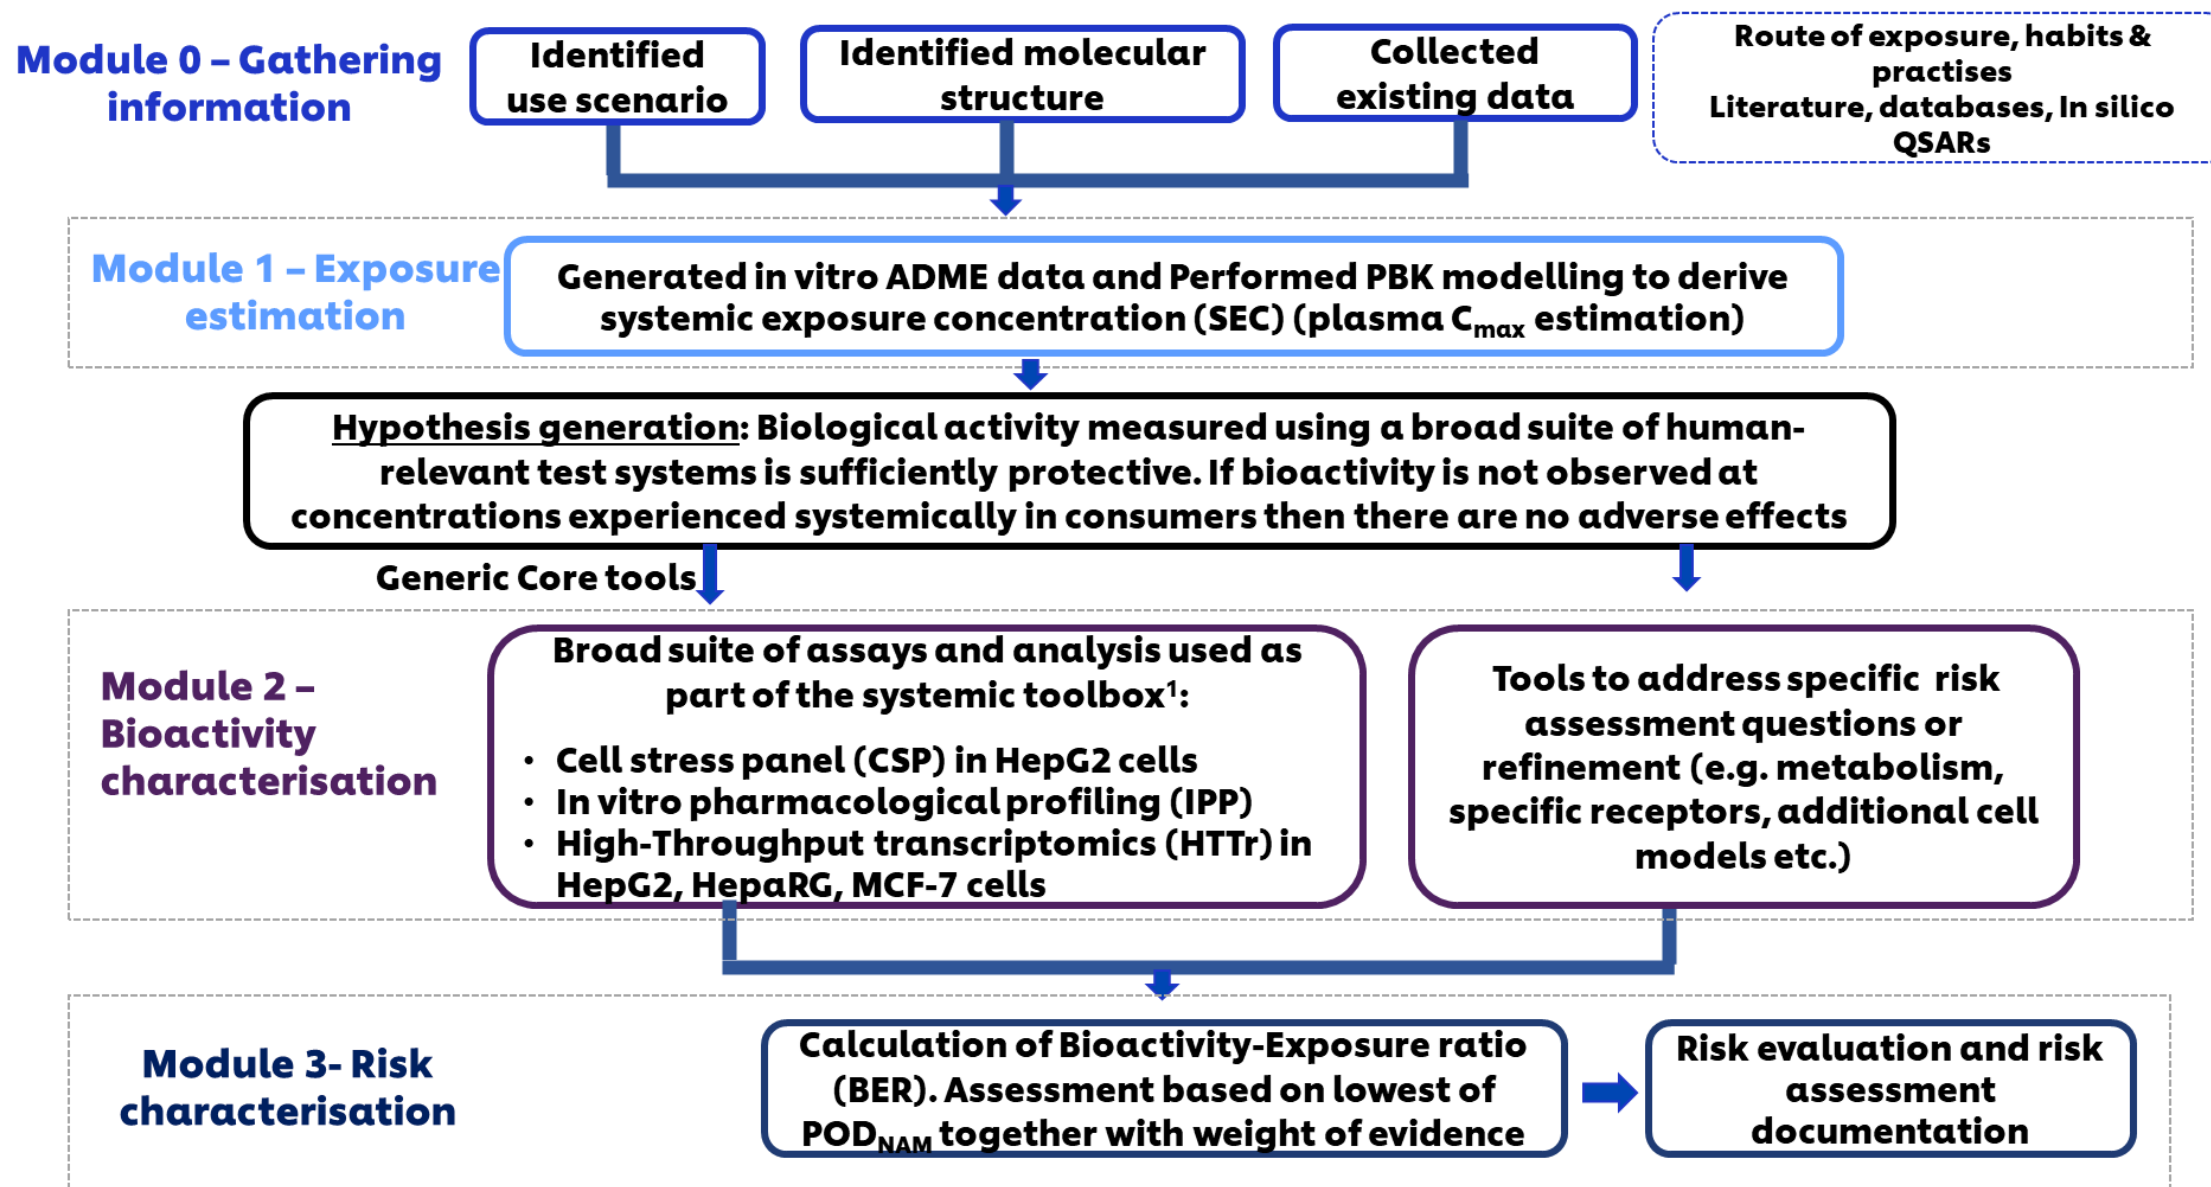 Module 0 – Gathering
information
Identified
use scenario
Identified molecular
structure
Collected
existing data
Route of exposure, habits &
practises
Literature, databases, In silico
QSARs
Module 1 – Exposure
estimation
Generated in vitro ADME data and Performed PBK modelling to derive
systemic exposure concentration (SEC) (plasma Cmax estimation)
Hypothesis generation: Biological activity measured using a broad suite of human-
relevant test systems is sufficiently protective. If bioactivity is not observed at
concentrations experienced systemically in consumers then there are no adverse effects
Generic Core tools
Module 2 –
Bioactivity
characterisation
Broad suite of assays and analysis used as
part of the systemic toolbox¹:
• Cell stress panel (CSP) in HepG2 cells
• In vitro pharmacological profiling (IPP)
• High-Throughput transcriptomics (HTTr) in
HepG2, HepaRG, MCF-7 cells
Tools to address specific risk
assessment questions or
refinement (e.g. metabolism,
specific receptors, additional cell
models etc.)
Module 3- Risk
characterisation
Calculation of Bioactivity-Exposure ratio
(BER). Assessment based on lowest of
PODNAM together with weight of evidence
Risk evaluation and risk
assessment
documentation